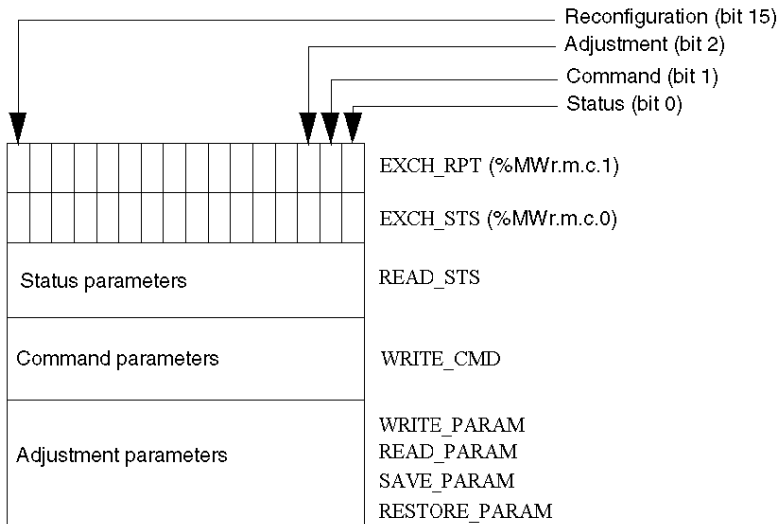 Reconfiguration (bit 15)
Adjustment (bit 2)
Command (bit 1)
Status (bit 0)
EXCH_RPT (%MWr.m.c.1)
EXCH_STS (%MWr.m.c.0)
Status parameters READ_STS
Command parameters WRITE_CMD
WRITE_PARAM
Adjustment parameters READ_PARAM
SAVE_PARAM
RESTORE_PARAM